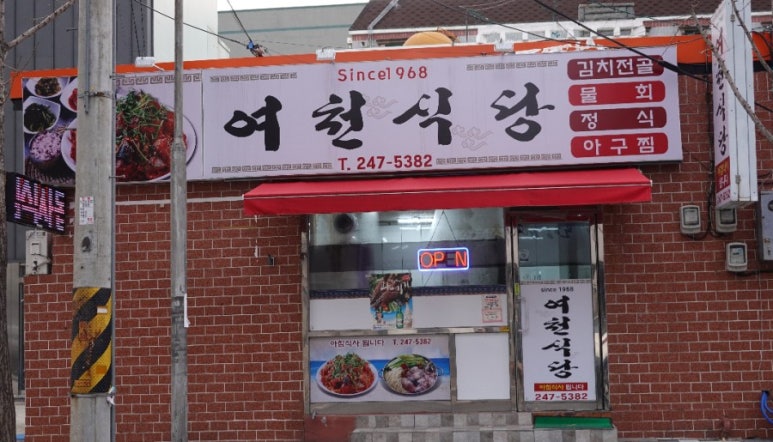 Since1968
여천식당
T. 247-5382
김치전골
물회
정식
아구찜
OPEN
아침식사 됩니다 T. 247-5382
since 1968
여천식당
아침식사 됩니다
247-5382